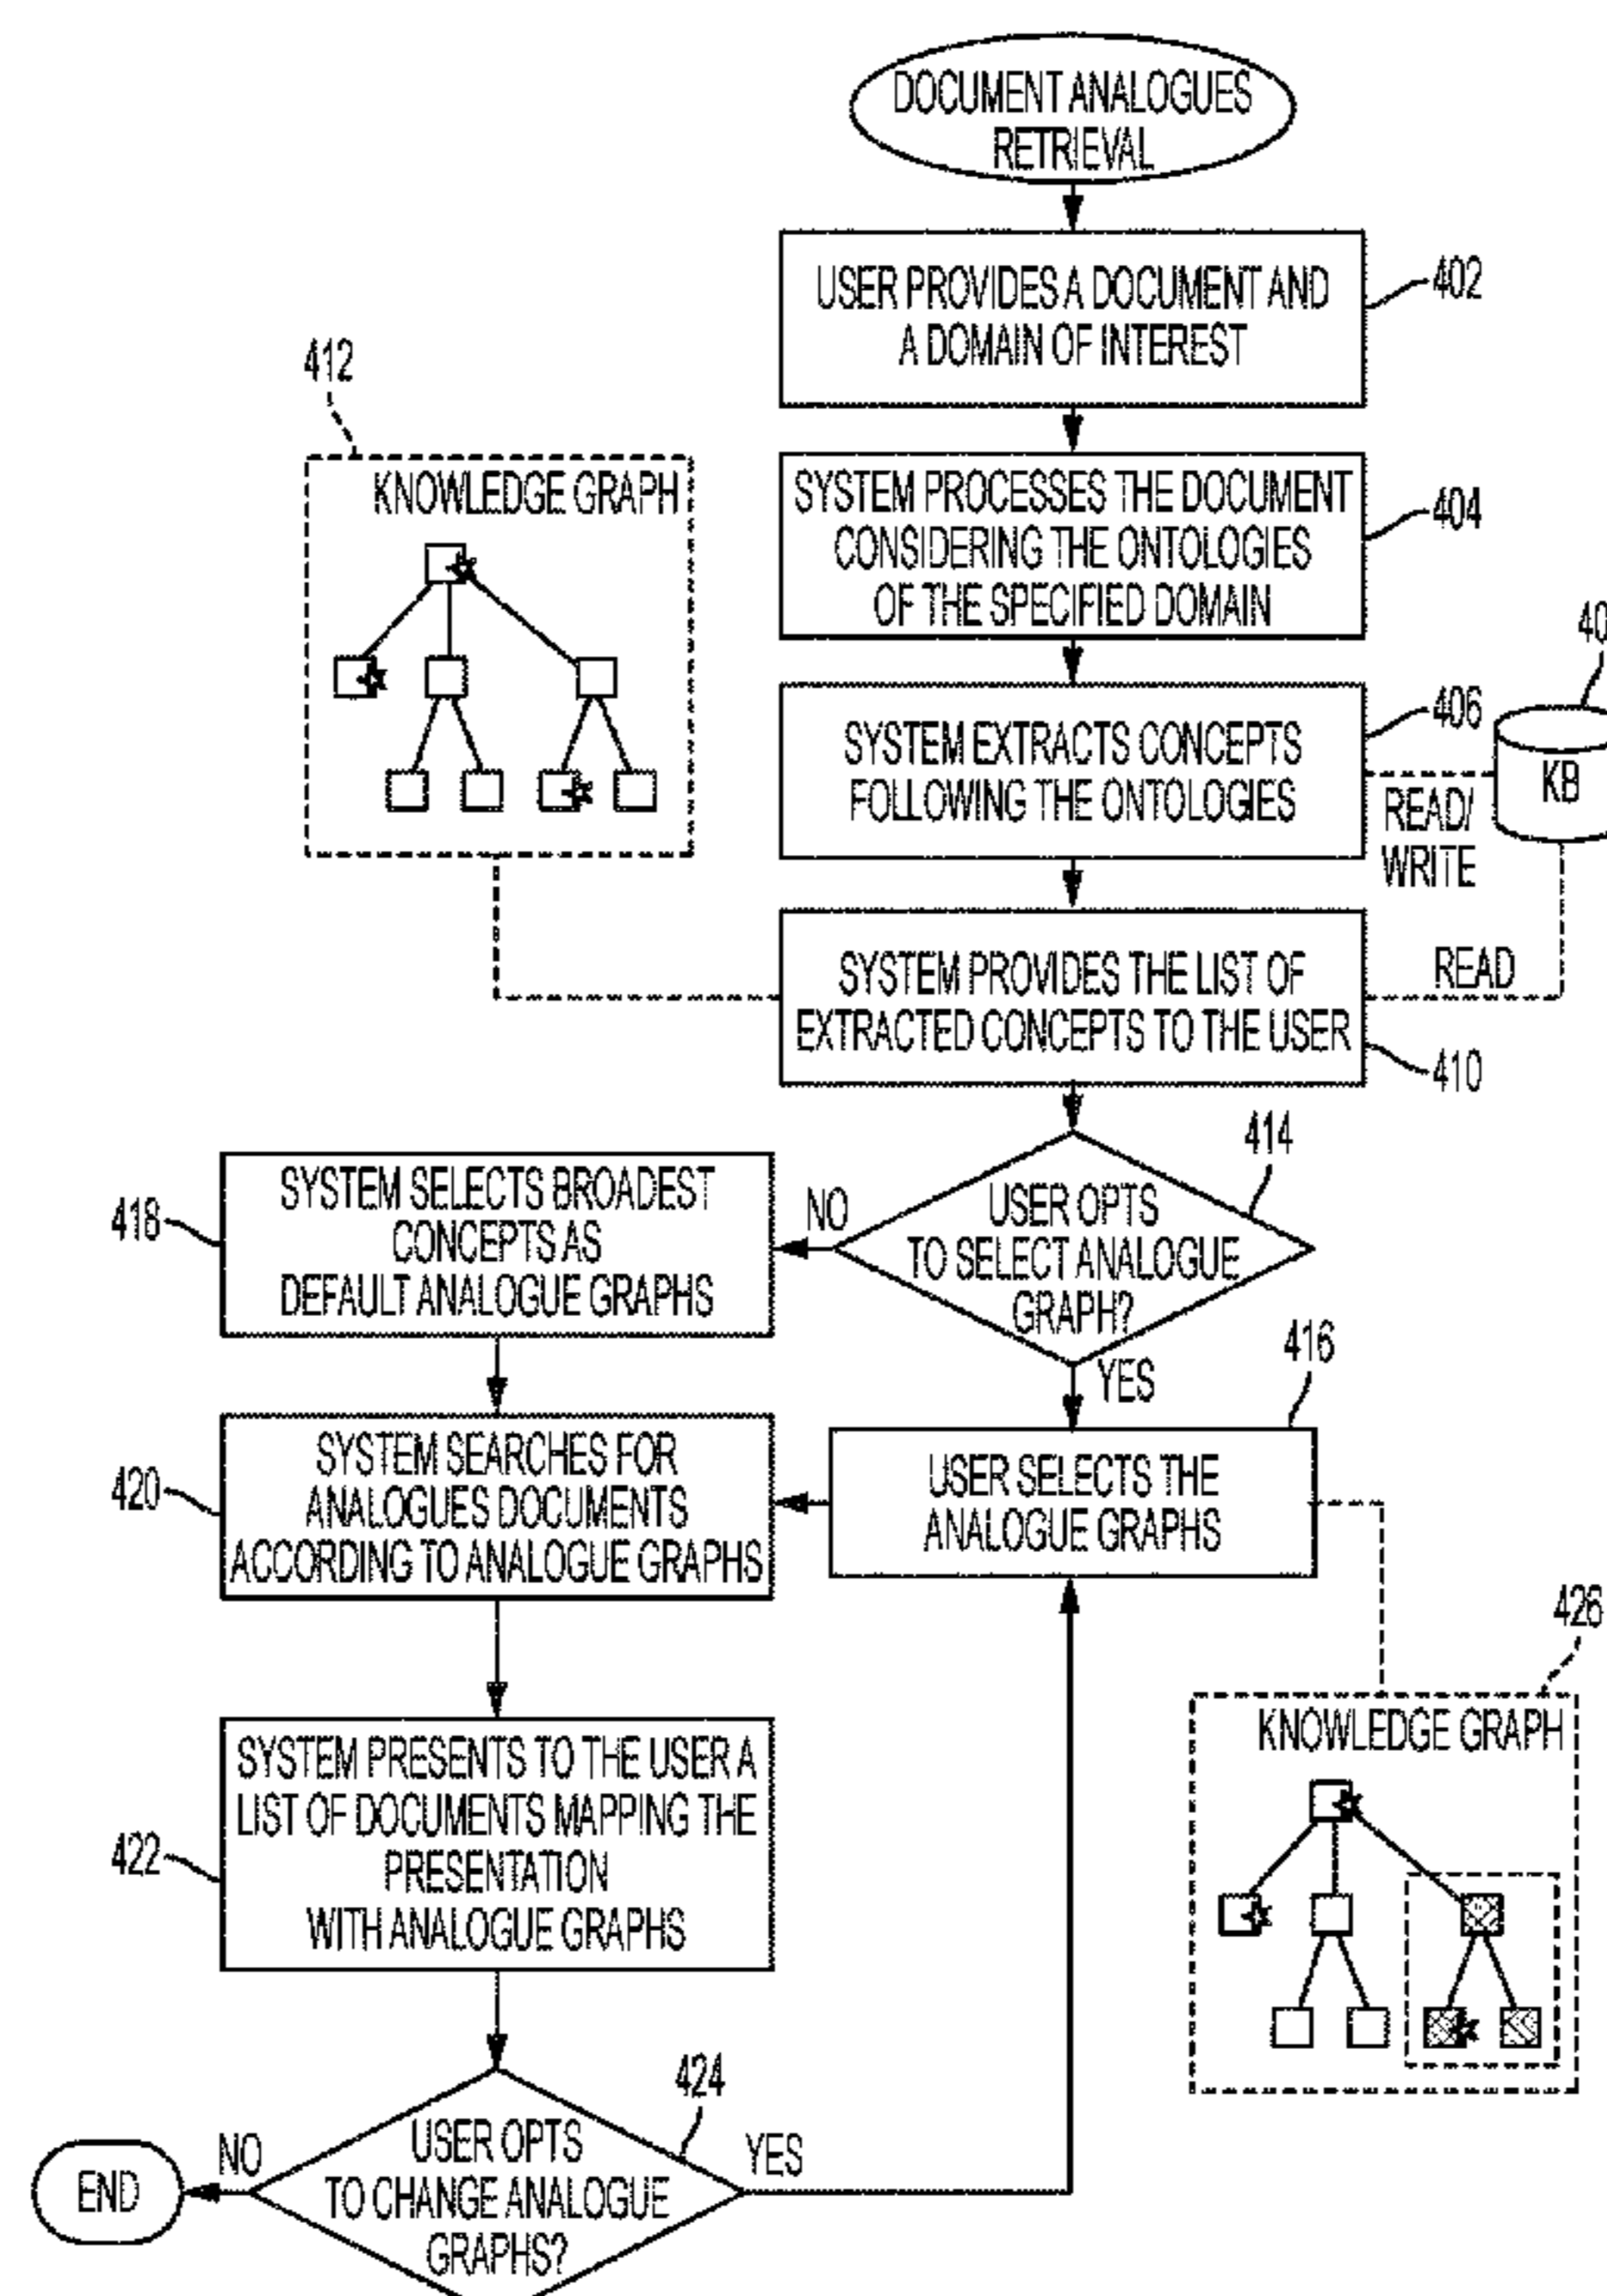 DOCUMENT ANALOGUES
RETRIEVAL
USER PROVIDES A DOCUMENT AND
A DOMAIN OF INTEREST
402
412
KNOWLEDGE GRAPH
SYSTEM PROCESSES THE DOCUMENT
CONSIDERING THE ONTOLOGIES
OF THE SPECIFIED DOMAIN
404
SYSTEM EXTRACTS CONCEPTS
FOLLOWING THE ONTOLOGIES
406
KB
READ/
WRITE
SYSTEM PROVIDES THE LIST OF
EXTRACTED CONCEPTS TO THE USER
READ
410
414
USER OPTS
TO SELECT ANALOGUE
GRAPH?
NO
YES
418
SYSTEM SELECTS BROADEST
CONCEPTS AS
DEFAULT ANALOGUE GRAPHS
416
USER SELECTS THE
ANALOGUE GRAPHS
420
SYSTEM SEARCHES FOR
ANALOGUES DOCUMENTS
ACCORDING TO ANALOGUE GRAPHS
426
KNOWLEDGE GRAPH
422
SYSTEM PRESENTS TO THE USER A
LIST OF DOCUMENTS MAPPING THE
PRESENTATION
WITH ANALOGUE GRAPHS
424
USER OPTS
TO CHANGE ANALOGUE
GRAPHS?
YES
NO
END